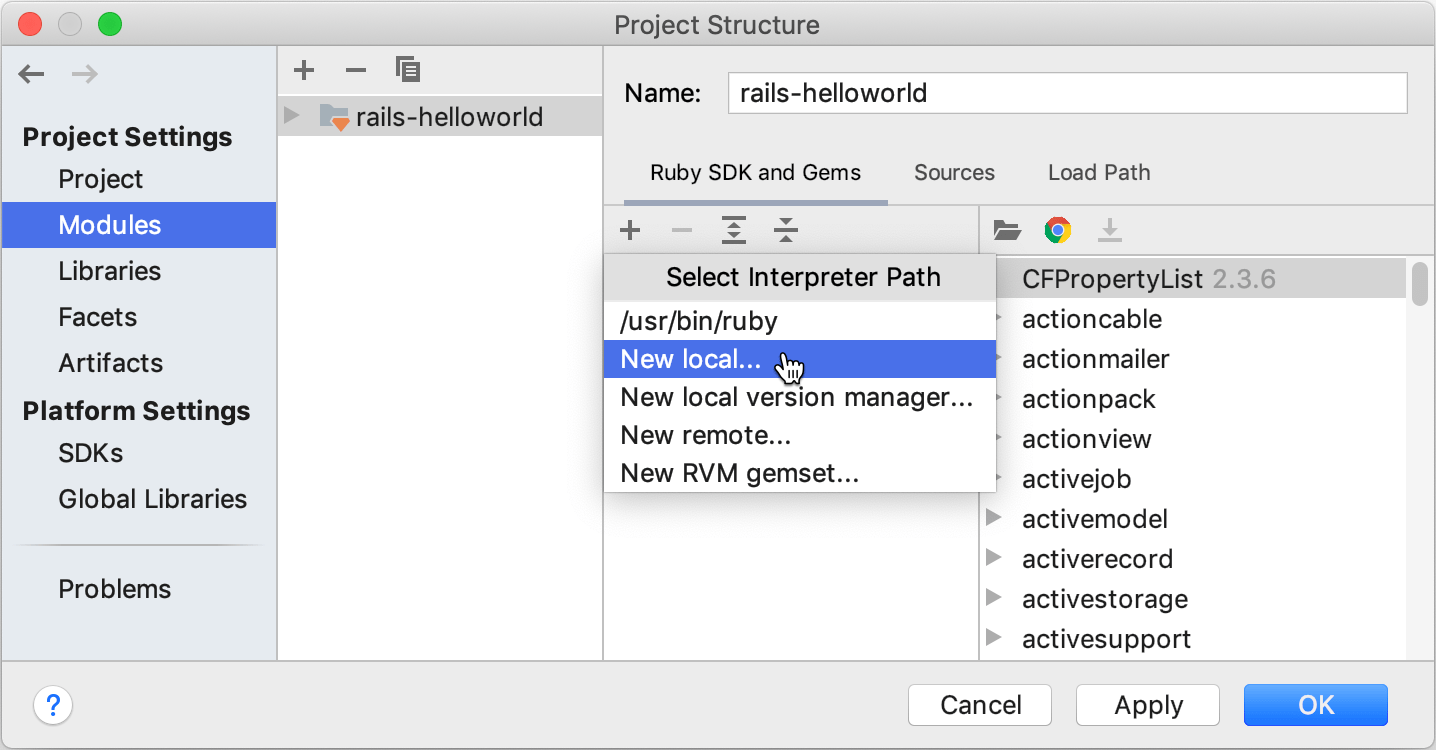 Project Structure
Project Settings
Project
Modules
Libraries
Facets
Artifacts
Platform Settings
SDKs
Global Libraries
Problems
rails-helloworld
Name: rails-helloworld
Ruby SDK and Gems Sources Load Path
Select Interpreter Path
/usr/bin/ruby
New local...
New local version manager...
New remote...
New RVM gemset...
CFPropertyList 2.3.6
actioncable
actionmailer
actionpack
actionview
activejob
activemodel
activerecord
activestorage
activesupport
?
Cancel Apply OK